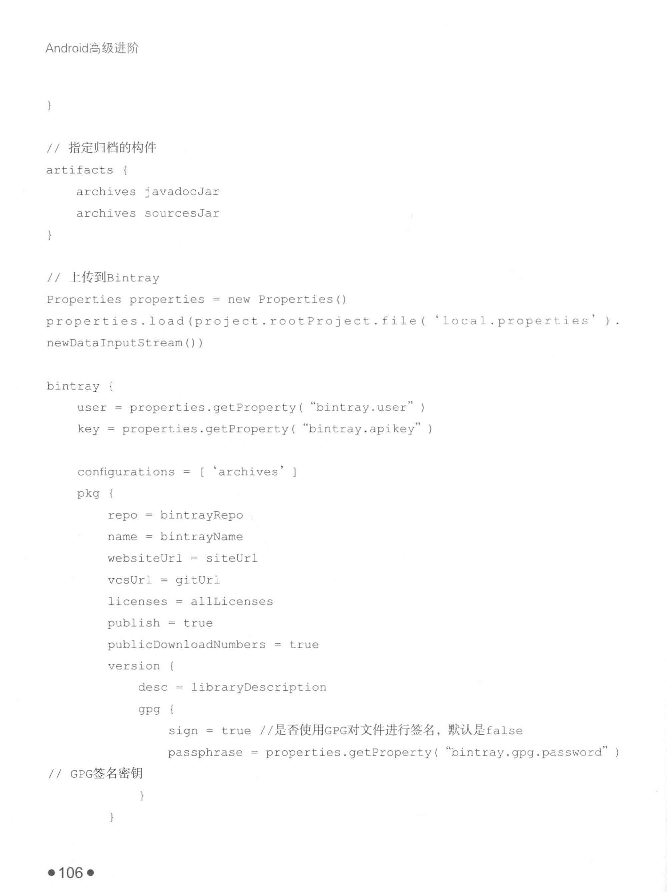 Android高级进阶
}
// 指定归档的构件
artifacts {
    archives javadocJar
    archives sourcesJar
}
// 上传到Bintray
Properties properties = new Properties()
properties.load(project.rootProject.file(‘local.properties’).
newDataInputStream())
bintray {
    user = properties.getProperty(“bintray.user”)
    key = properties.getProperty(“bintray.apikey”)
    configurations = [‘archives’]
    pkg {
        repo = bintrayRepo
        name = bintrayName
        websiteUrl = siteUrl
        vcsUrl = gitUrl
        licenses = allLicenses
        publish = true
        publicDownloadNumbers = true
        version {
            desc = libraryDescription
            gpg {
                sign = true //是否使用GPG对文件进行签名，默认是false
                passphrase = properties.getProperty(“bintray.gpg.password”)
// GPG签名密钥
            }
        }
●106●